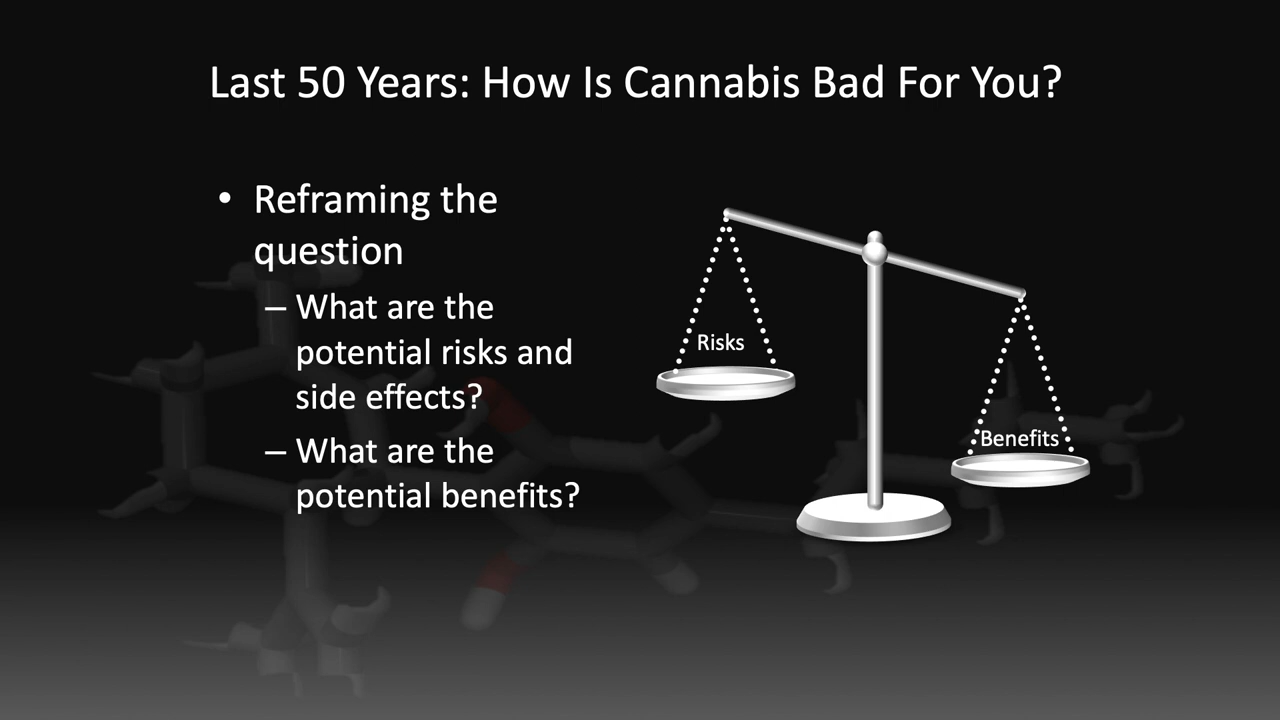 Last 50 Years: How Is Cannabis Bad For You?
• Reframing the
question
– What are the
potential risks and
side effects?
– What are the
potential benefits?
Risks
Benefits